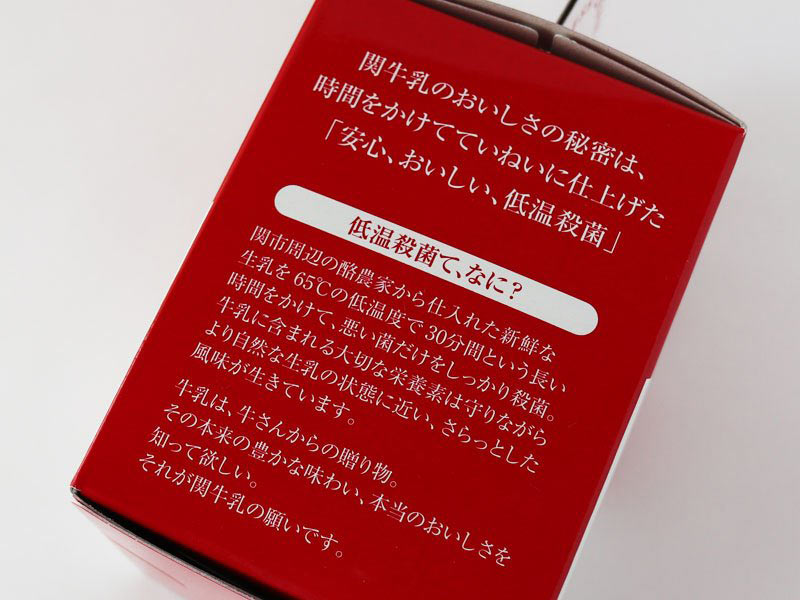 関牛乳のおいしさの秘密は、
時間をかけてていねいに仕上げた
「安心、おいしい、低温殺菌」
低温殺菌て、なに？
関市周辺の酪農家から仕入れた新鮮な
生乳を65℃の低温度で30分間という長い
時間をかけて、悪い菌だけをしっかり殺菌。
牛乳に含まれる大切な栄養素は守りながら
より自然な生乳の状態に近い、さらっとした
風味が生きています。
牛乳は、牛さんからの贈り物。
その本来の豊かな味わい、本当のおいしさを
知って欲しい。
それが関牛乳の願いです。